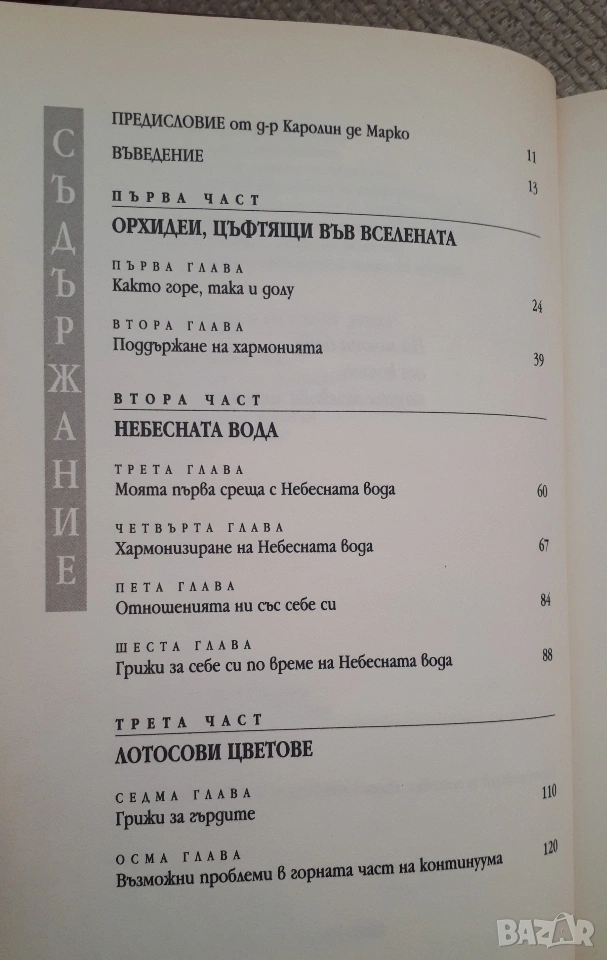 СЪДЪРЖАНИЕ
ПРЕДИСЛОВИЕ от д-р Каролин де Марко 11
ВЪВЕДЕНИЕ 13
ПЪРВА ЧАСТ
ОРХИДЕИ, ЦЪФТЯЩИ ВЪВ ВСЕЛЕНАТА
ПЪРВА ГЛАВА
Както горе, така и долу 24
ВТОРА ГЛАВА
Поддържане на хармонията 39
ВТОРА ЧАСТ
НЕБЕСНАТА ВОДА
ТРЕТА ГЛАВА
Моята първа среща с Небесната вода 60
ЧЕТВЪРТА ГЛАВА
Хармонизиране на Небесната вода 67
ПЕТА ГЛАВА
Отношенията ни със себе си 84
ШЕСТА ГЛАВА
Грижи за себе си по време на Небесната вода 88
ТРЕТА ЧАСТ
ЛОТОСОВИ ЦВЕТОВЕ
СЕДМА ГЛАВА
Грижи за гърдите 110
ОСМА ГЛАВА
Възможни проблеми в горната част на континуума 120
BAZAR